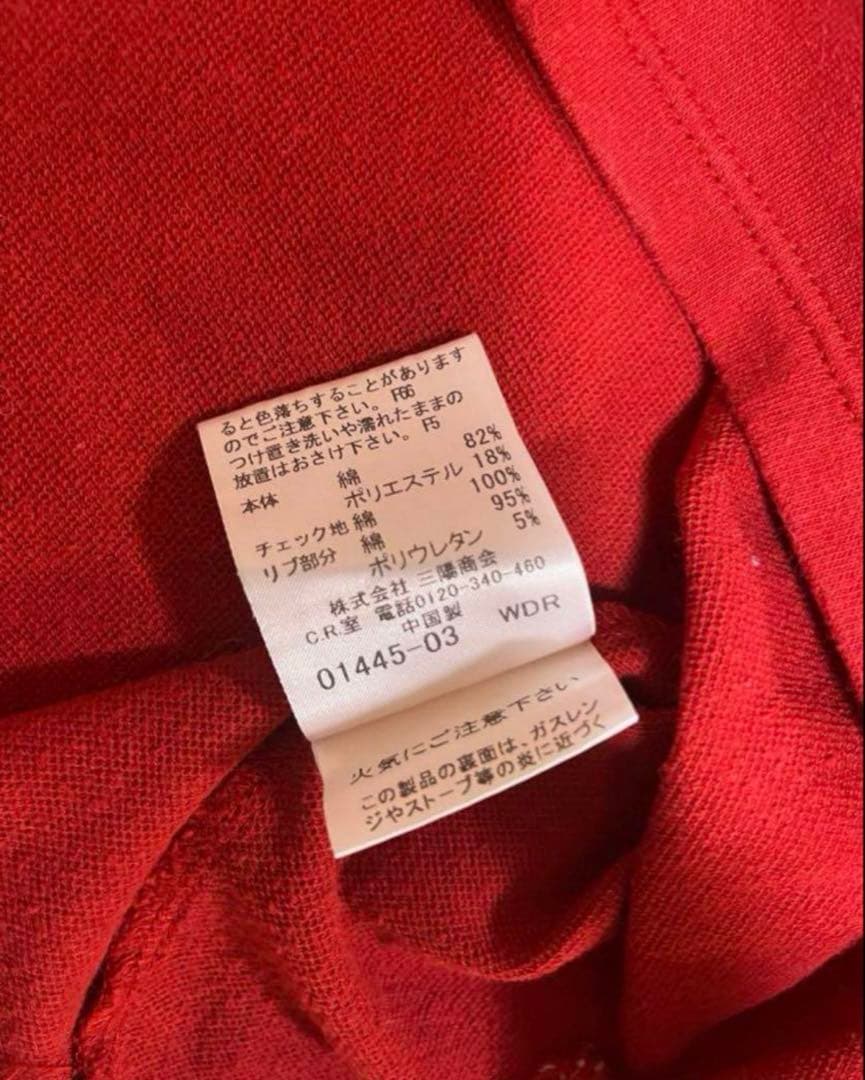 ると色落ちすることがあります
のでご注意下さい。F66
つけ置き洗いや濡れたままの
放置はおさけ下さい。F5
本体 綿 82%
ポリエステル 18%
チェック地 綿 100%
リブ部分 綿 95%
ポリウレタン 5%
株式会社 三陽商会
C.R.室 電話0120-340-460
中国製
01445-03 WDR
火気にご注意下さい
この製品の裏面は、ガスレン
ジやストーブ等の炎に近づく